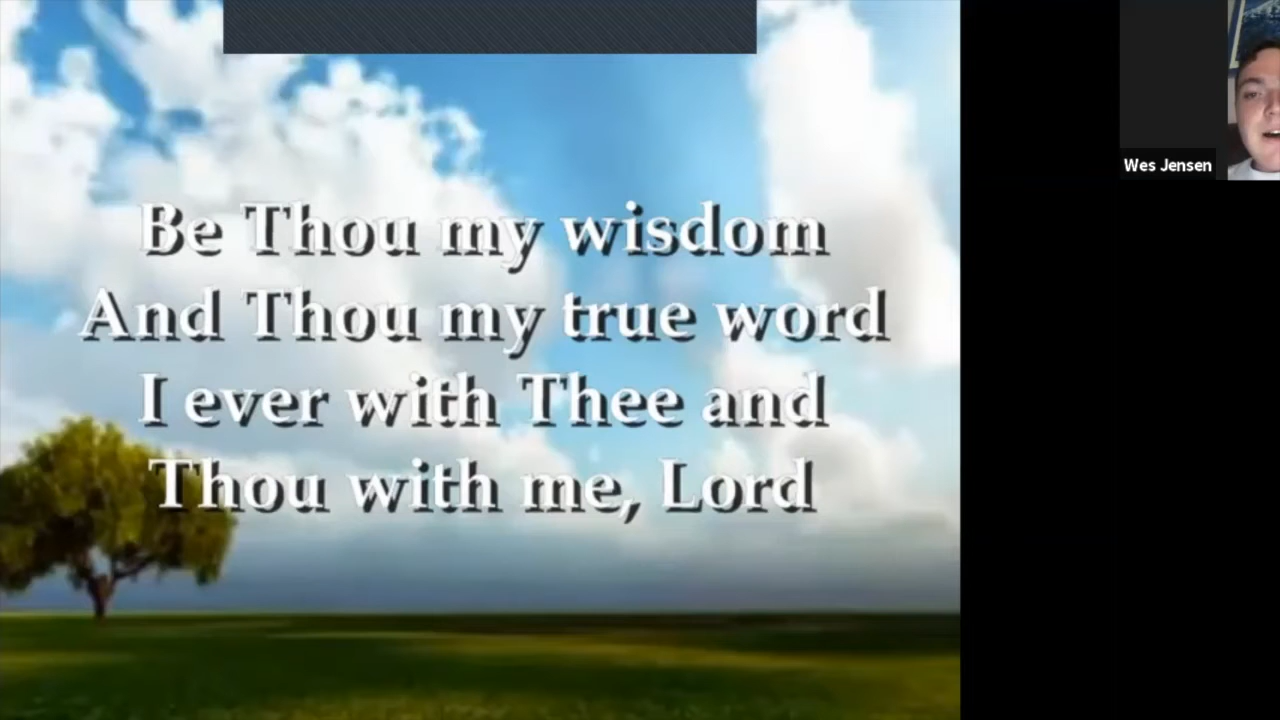 Be Thou my wisdom
And Thou my true word
I ever with Thee and
Thou with me, Lord
Wes Jensen